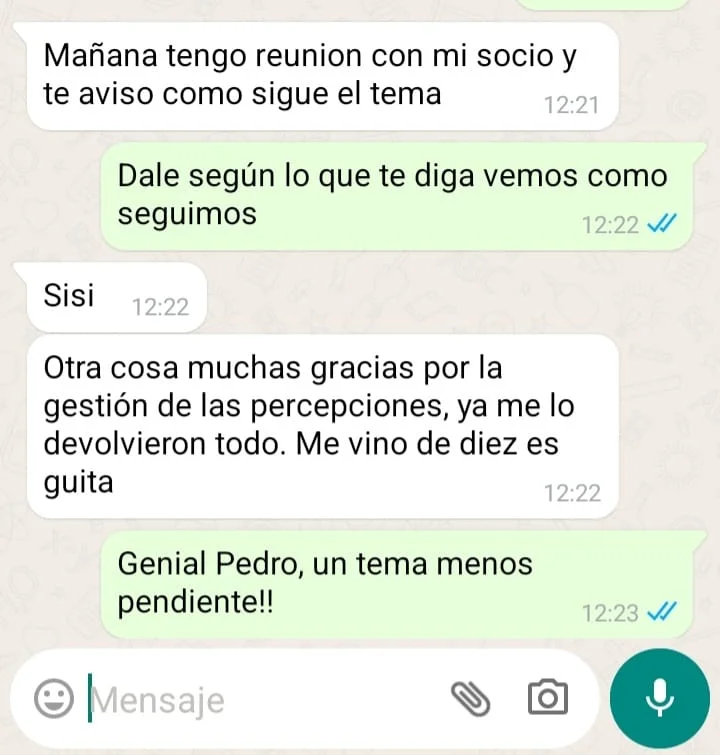 Mañana tengo reunion con mi socio y
te aviso como sigue el tema
12:21
Dale según lo que te diga vemos como
seguimos
12:22
Sisi
12:22
Otra cosa muchas gracias por la
gestión de las percepciones, ya me lo
devolvieron todo. Me vino de diez es
guita
12:22
Genial Pedro, un tema menos
pendiente!!
12:23
Mensaje